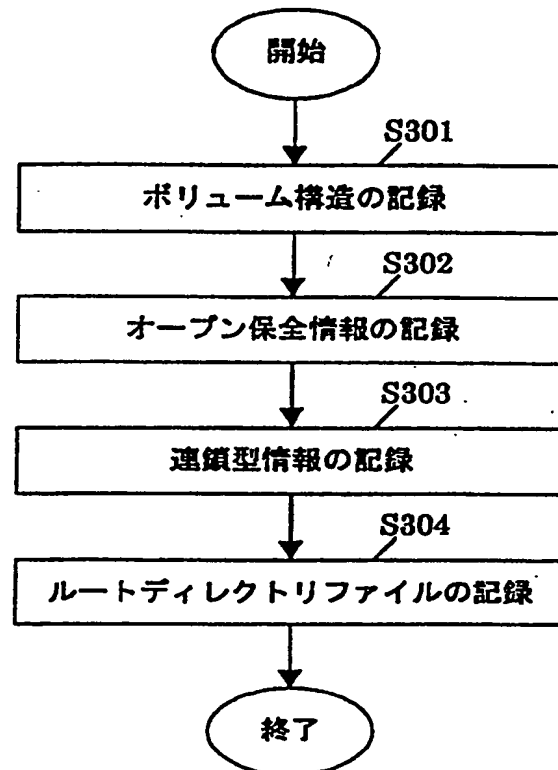 開始
S301
ボリューム構造の記録
S302
オープン保全情報の記録
S303
連鎖型情報の記録
S304
ルートディレクトリファイルの記録
終了